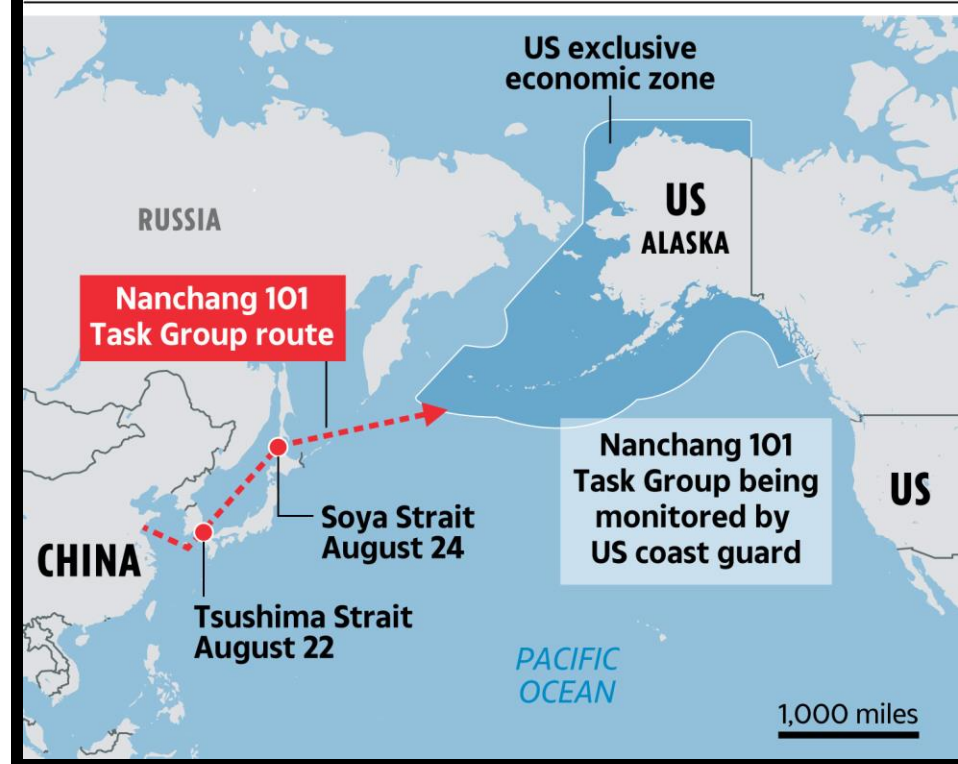 US exclusive
economic zone
US
ALASKA
RUSSIA
Nanchang 101
Task Group route
Nanchang 101
Task Group being
monitored by
US coast guard
US
Soya Strait
August 24
CHINA
Tsushima Strait
August 22
PACIFIC
OCEAN
1,000 miles